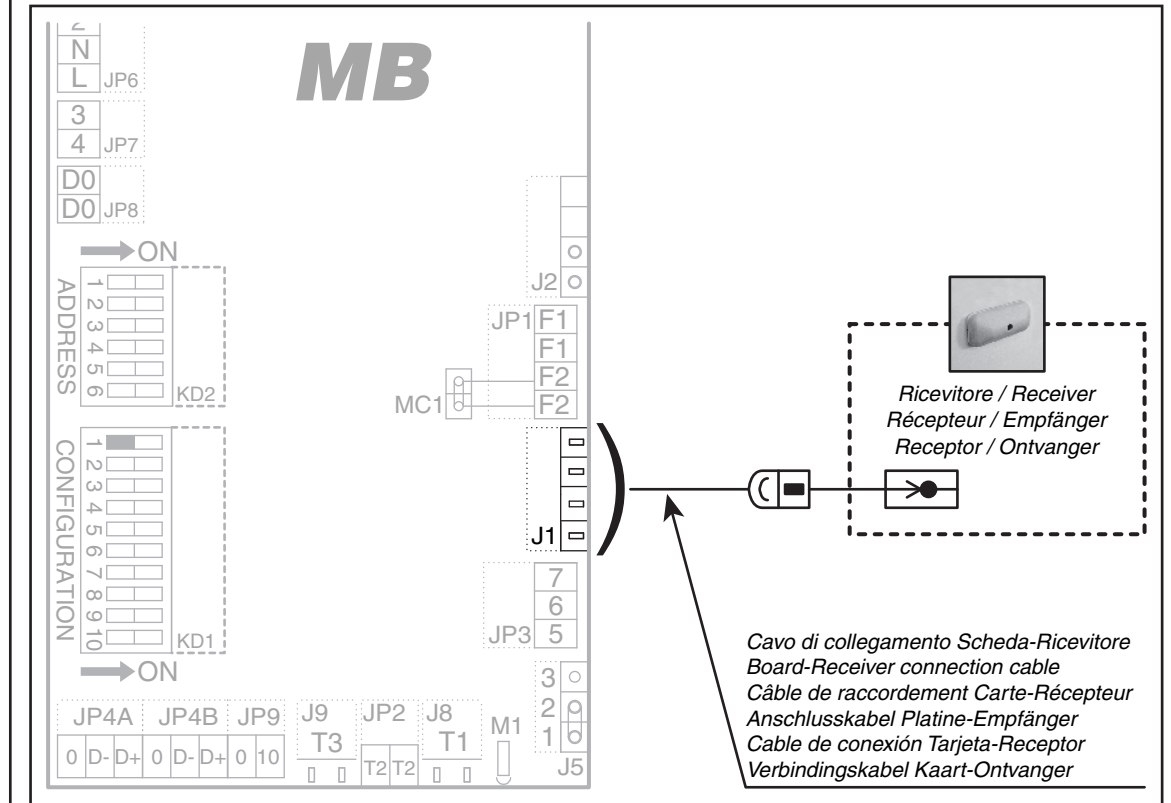 MB
2
N
L JP6
3
4 JP7
D0
D0 JP8
ON
ADDRESS
1
2
3
4
5
6
KD2
CONFIGURATION
1
2
3
4
5
6
7
8
9
10
KD1
ON
J2
JP1 F1
F1
F2
MC1 F2
J1
7
6
JP3 5
3
2
1
J5
JP4A JP4B JP9 J9 JP2 J8 M1
T3 T1
0 D- D+ 0 D- D+ 0 10 T2 T2
Ricevitore / Receiver
Récepteur / Empfänger
Receptor / Ontvanger
Cavo di collegamento Scheda-Ricevitore
Board-Receiver connection cable
Câble de raccordement Carte-Récepteur
Anschlusskabel Platine-Empfänger
Cable de conexión Tarjeta-Receptor
Verbindingskabel Kaart-Ontvanger